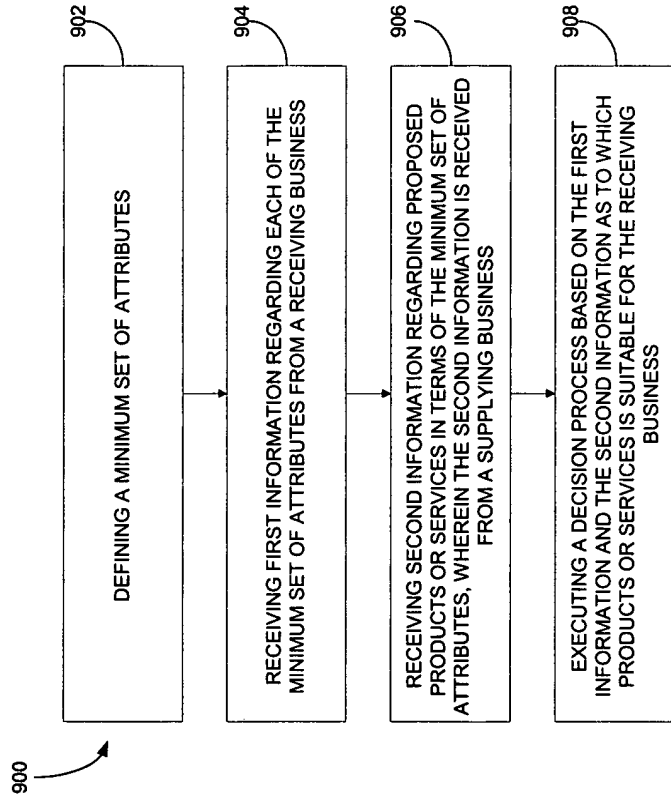 900
902
DEFINING A MINIMUM SET OF ATTRIBUTES
904
RECEIVING FIRST INFORMATION REGARDING EACH OF THE
MINIMUM SET OF ATTRIBUTES FROM A RECEIVING BUSINESS
906
RECEIVING SECOND INFORMATION REGARDING PROPOSED
PRODUCTS OR SERVICES IN TERMS OF THE MINIMUM SET OF
ATTRIBUTES, WHEREIN THE SECOND INFORMATION IS RECEIVED
FROM A SUPPLYING BUSINESS
908
EXECUTING A DECISION PROCESS BASED ON THE FIRST
INFORMATION AND THE SECOND INFORMATION AS TO WHICH
PRODUCTS OR SERVICES IS SUITABLE FOR THE RECEIVING
BUSINESS